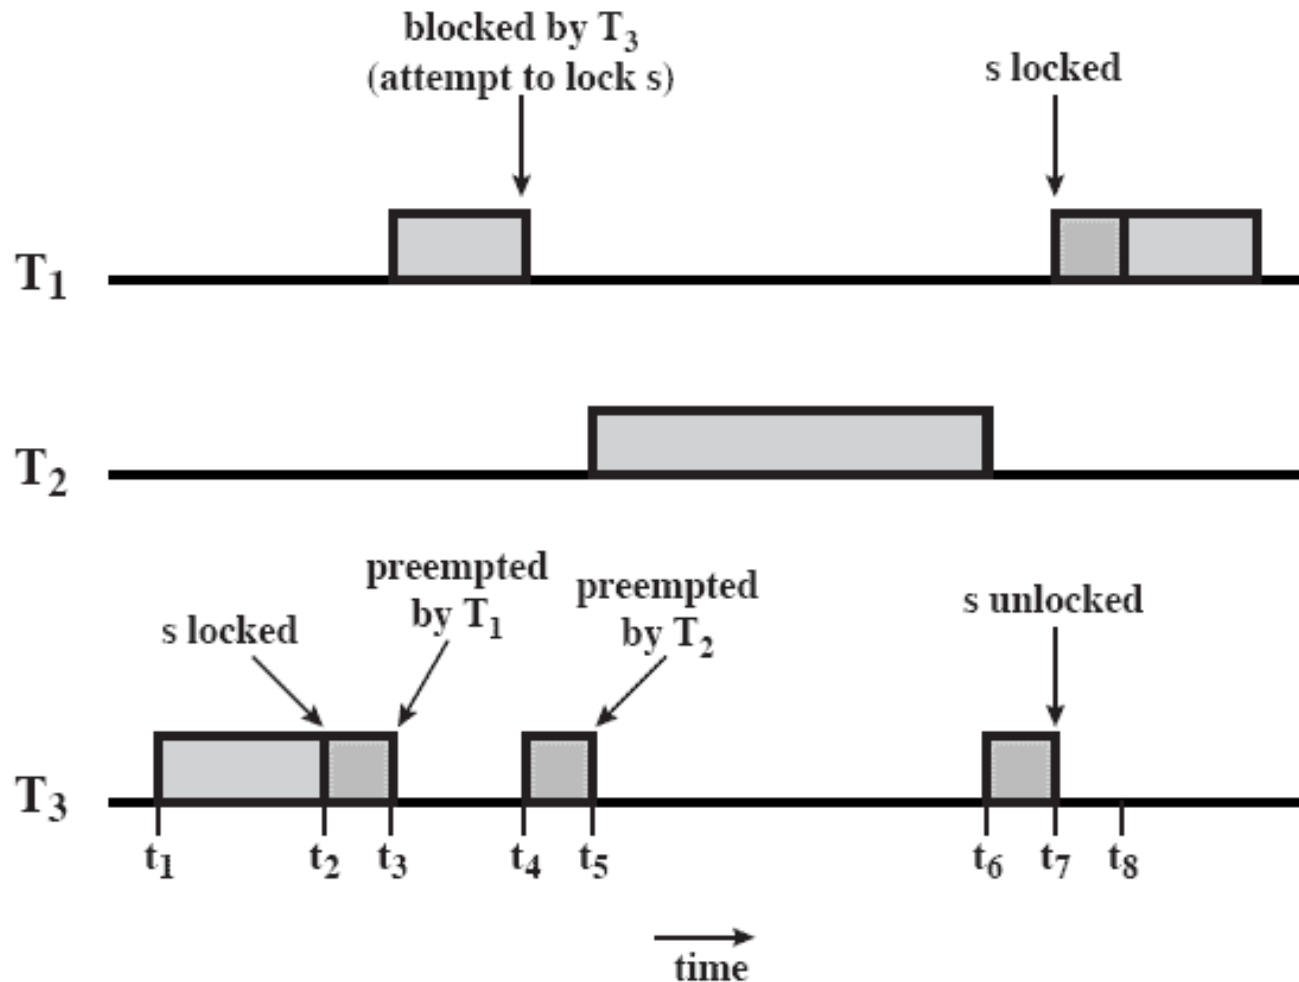 blocked by T₃
(attempt to lock s)
s locked
T₁
T₂
preempted
by T₁
preempted
by T₂
s locked
s unlocked
T₃
t₁ t₂ t₃ t₄ t₅ t₆ t₇ t₈
time